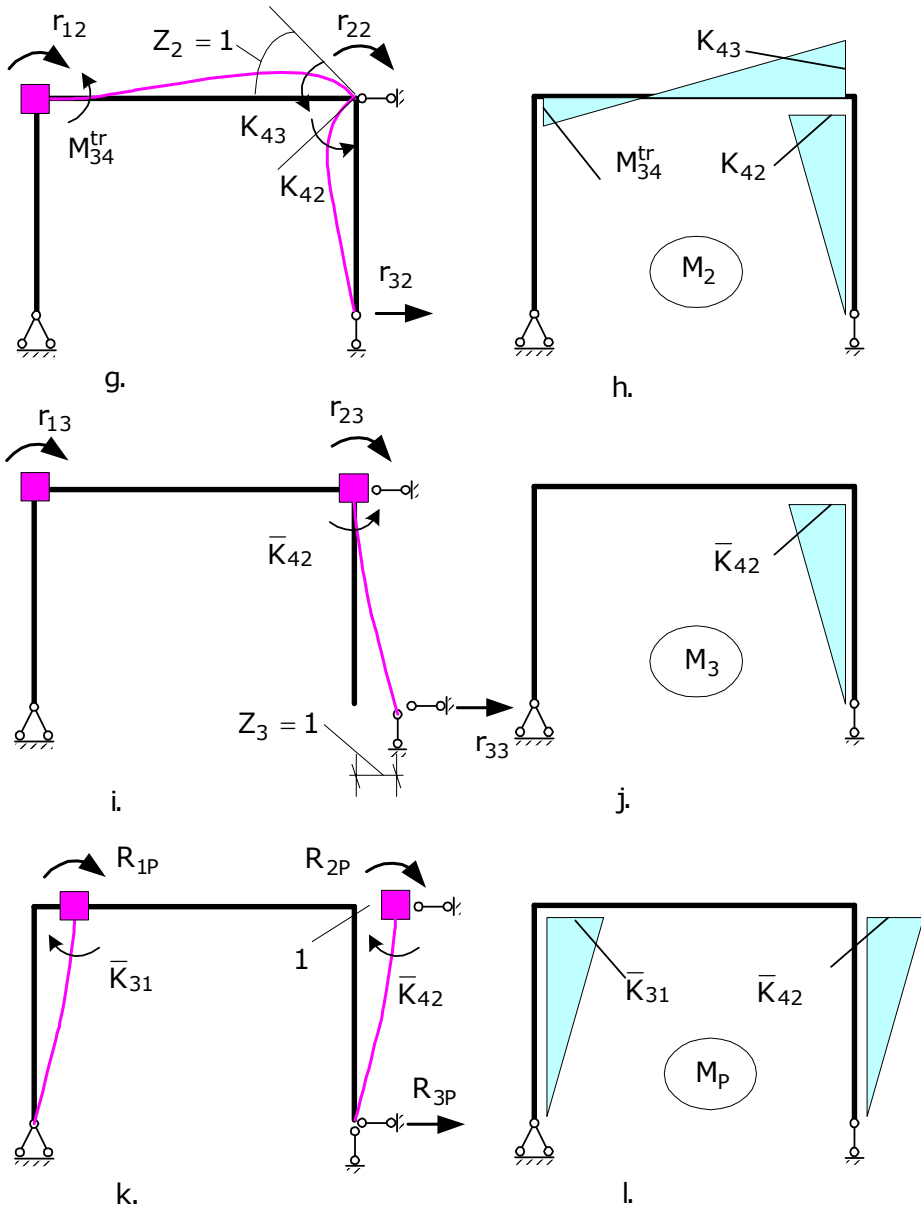 r12
Z2 = 1
r22
K43
M34tr
K43
K42
M34tr
K42
r32
M2
g.
h.
r13
r23
K̅42
K̅42
M3
Z3 = 1
r33
i.
j.
R1P
R2P
1
K̅31
K̅42
K̅31
K̅42
R3P
MP
k.
l.